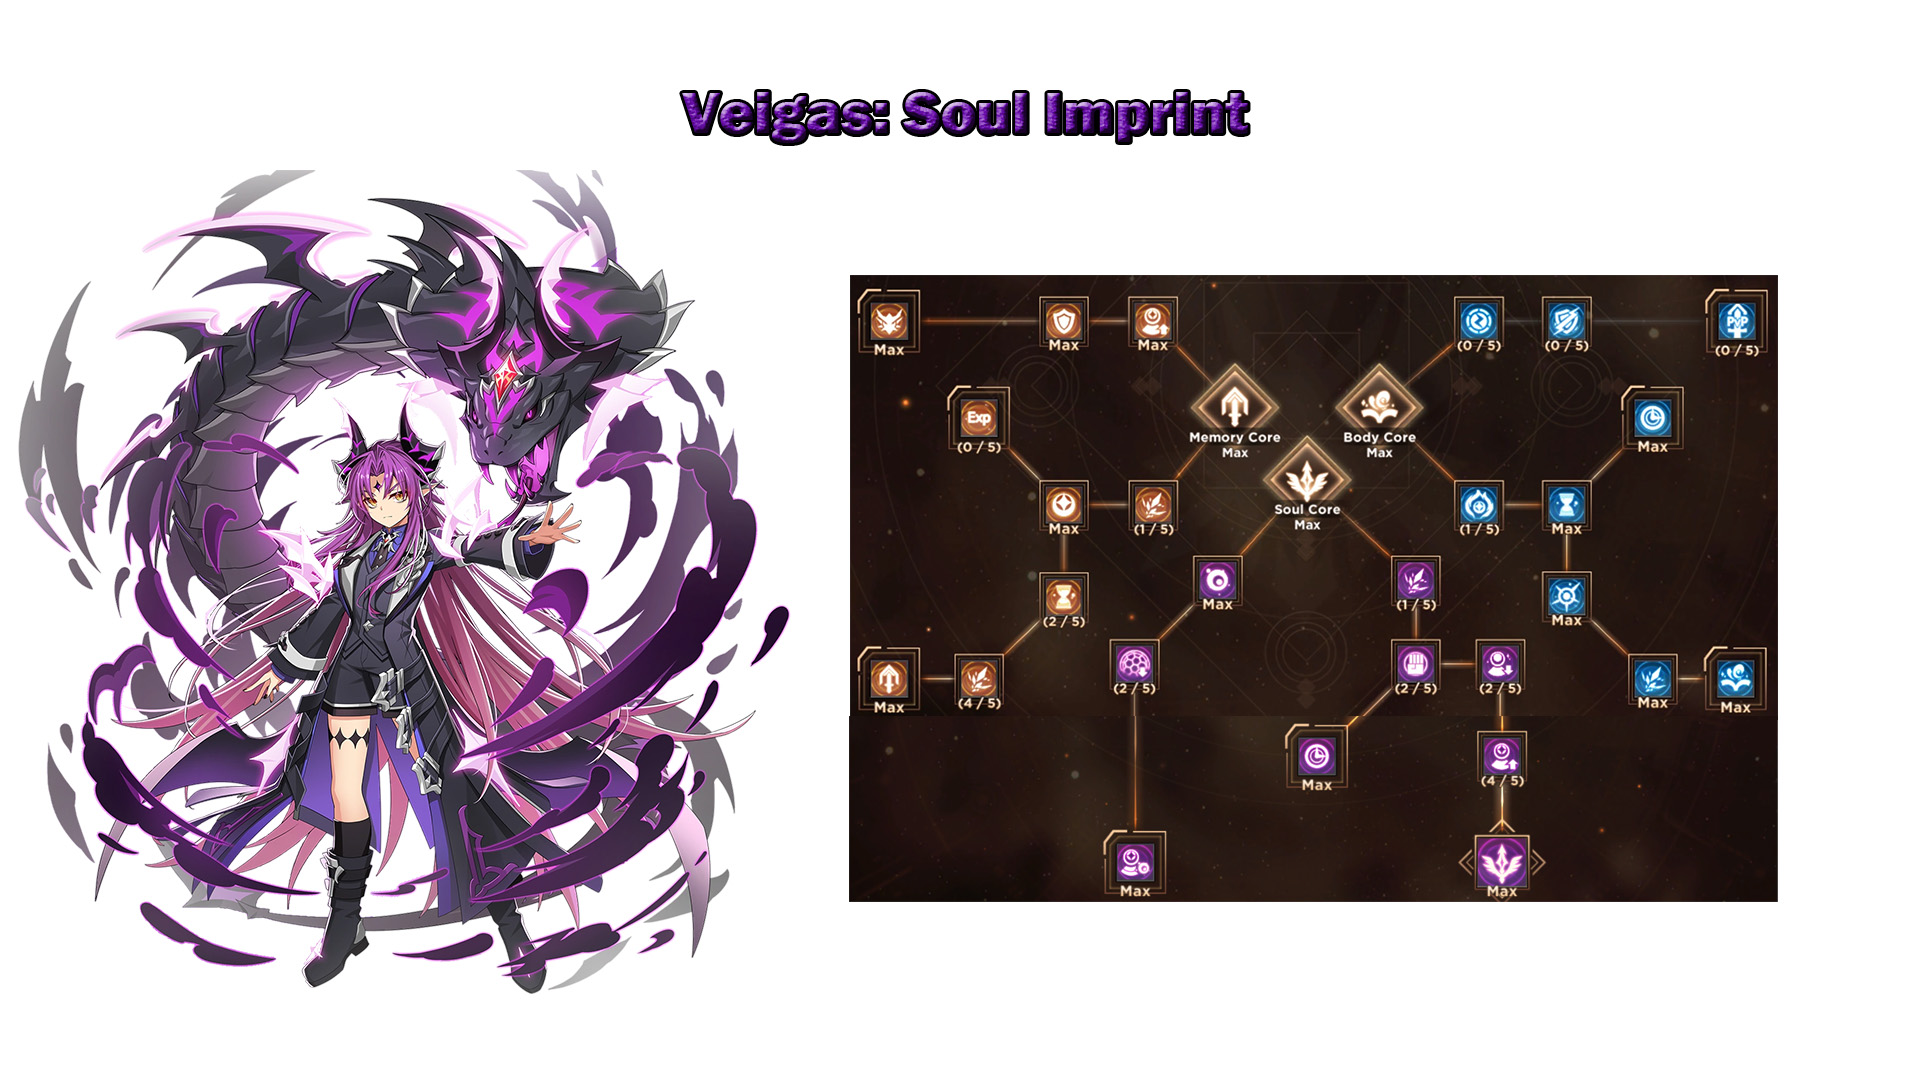 Veigas: Soul Imprint
Max
Max
Max
(0 / 5)
(0 / 5)
PVP
(0 / 5)
Exp
(0 / 5)
Memory Core
Max
Body Core
Max
Max
Soul Core
Max
Max
(1 / 5)
(1 / 5)
Max
(2 / 5)
Max
(1 / 5)
Max
Max
(4 / 5)
(2 / 5)
(2 / 5)
(2 / 5)
Max
Max
Max
(4 / 5)
Max
Max